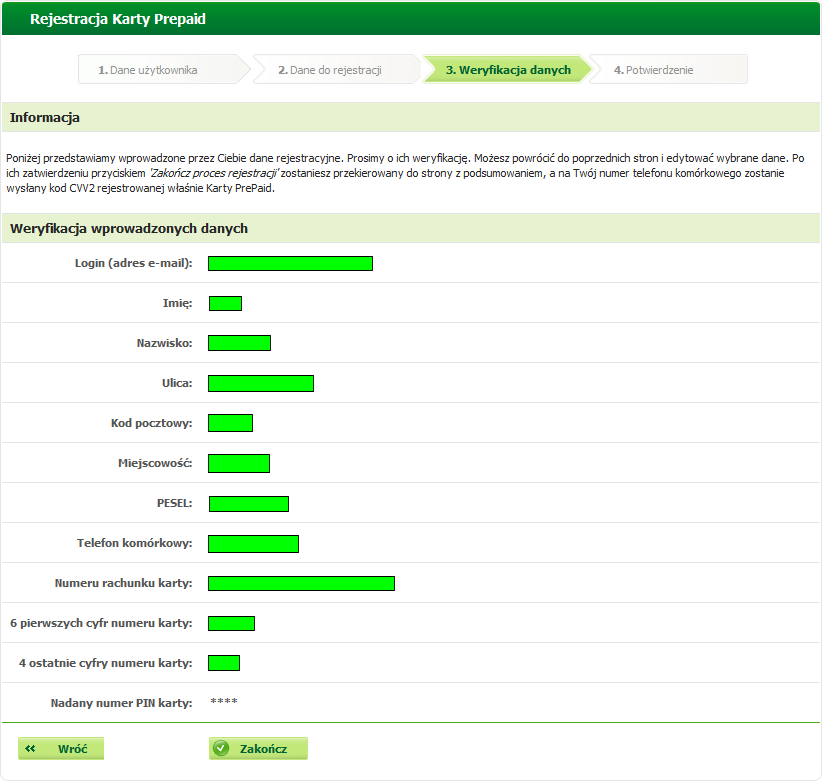 Rejestracja Karty Prepaid
1. Dane użytkownika
2. Dane do rejestracji
3. Weryfikacja danych
4. Potwierdzenie
Informacja
Poniżej przedstawiamy wprowadzone przez Ciebie dane rejestracyjne. Prosimy o ich weryfikację. Możesz powrócić do poprzednich stron i edytować wybrane dane. Po
ich zatwierdzeniu przyciskiem 'Zakończ proces rejestracji' zostaniesz przekierowany do strony z podsumowaniem, a na Twój numer telefonu komórkowego zostanie
wysłany kod CVV2 rejestrowanej właśnie Karty PrePaid.
Weryfikacja wprowadzonych danych
Login (adres e-mail):
Imię:
Nazwisko:
Ulica:
Kod pocztowy:
Miejscowość:
PESEL:
Telefon komórkowy:
Numeru rachunku karty:
6 pierwszych cyfr numeru karty:
4 ostatnie cyfry numeru karty:
Nadany numer PIN karty: ****
Wróć
Zakończ